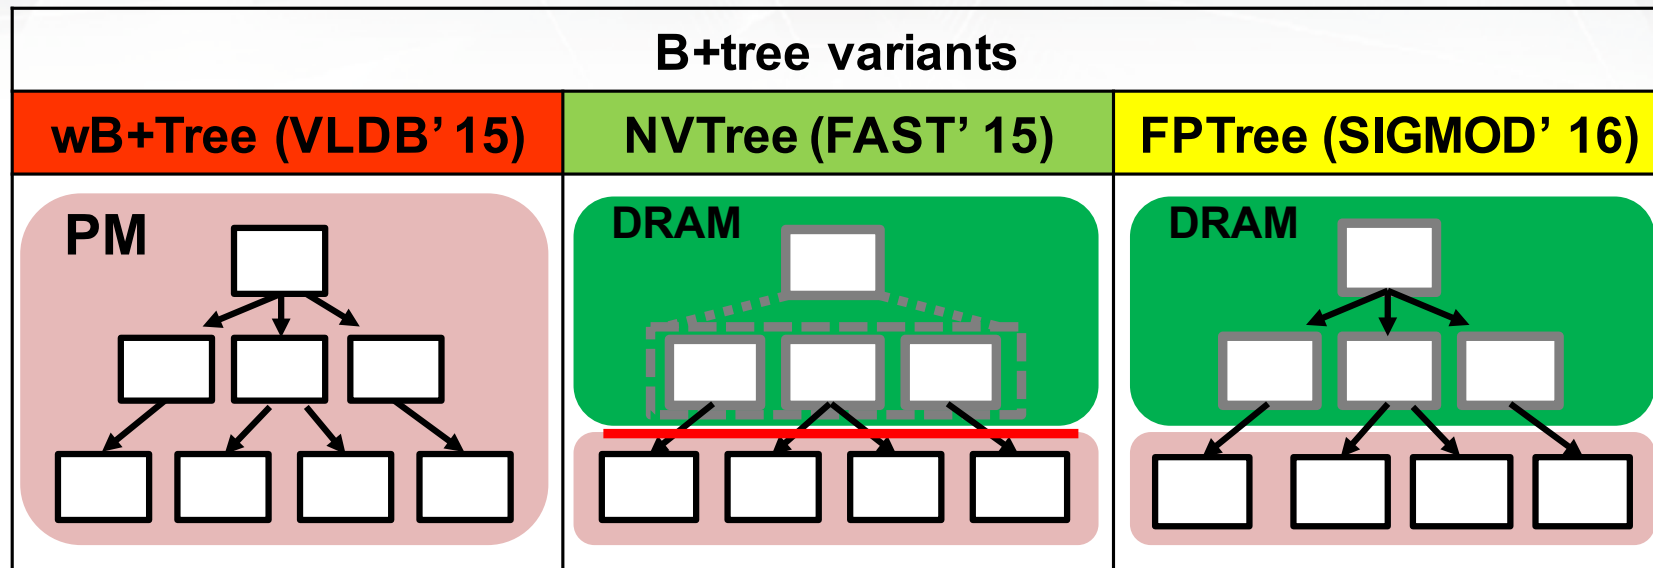 B+tree variants
wB+Tree (VLDB’ 15)
NVTree (FAST’ 15)
FPTree (SIGMOD’ 16)
PM
DRAM
DRAM